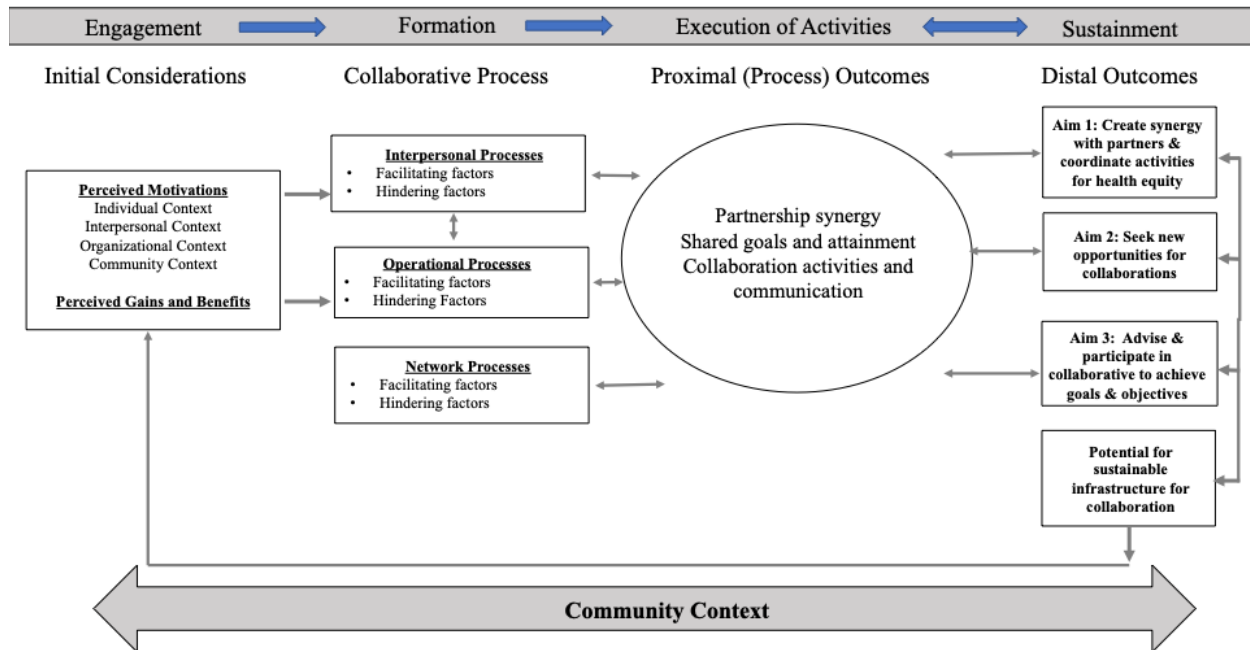 Engagement
Formation
Execution of Activities
Sustainment
Initial Considerations
Collaborative Process
Proximal (Process) Outcomes
Distal Outcomes
Perceived Motivations
Individual Context
Interpersonal Context
Organizational Context
Community Context
Perceived Gains and Benefits
Interpersonal Processes
• Facilitating factors
• Hindering factors
Operational Processes
• Facilitating factors
• Hindering Factors
Network Processes
• Facilitating factors
• Hindering factors
Partnership synergy
Shared goals and attainment
Collaboration activities and
communication
Aim 1: Create synergy
with partners &
coordinate activities
for health equity
Aim 2: Seek new
opportunities for
collaborations
Aim 3: Advise &
participate in
collaborative to achieve
goals & objectives
Potential for
sustainable
infrastructure for
collaboration
Community Context